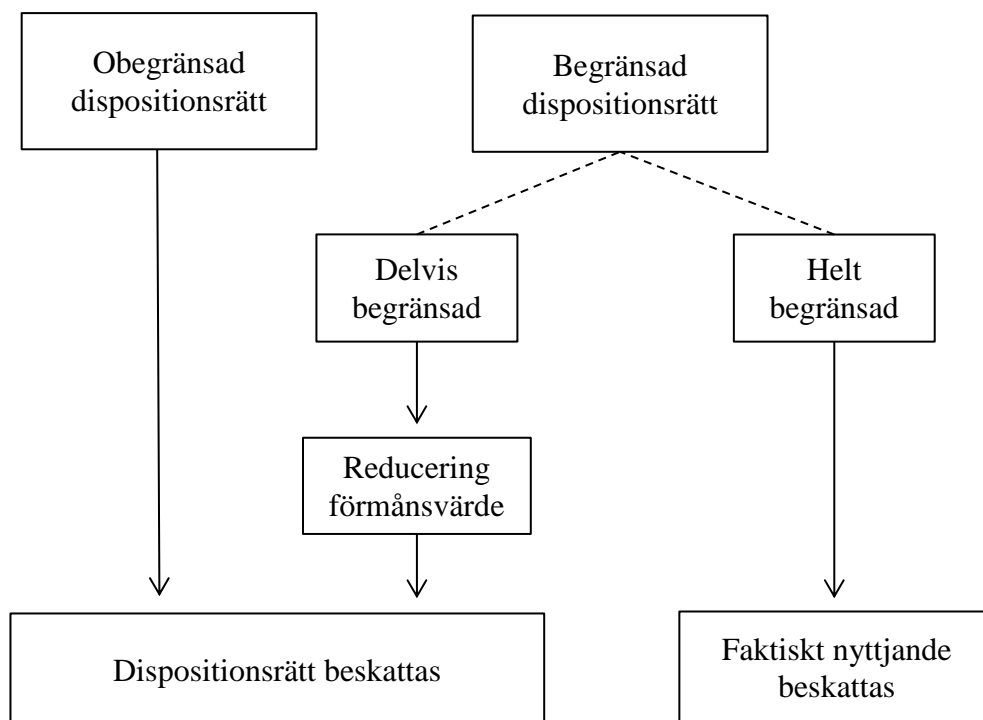 Obegränsad
dispositionsrätt
Begränsad
dispositionsrätt
Delvis
begränsad
Helt
begränsad
Reducering
förmånsvärde
Dispositionsrätt beskattas
Faktiskt nyttjande
beskattas